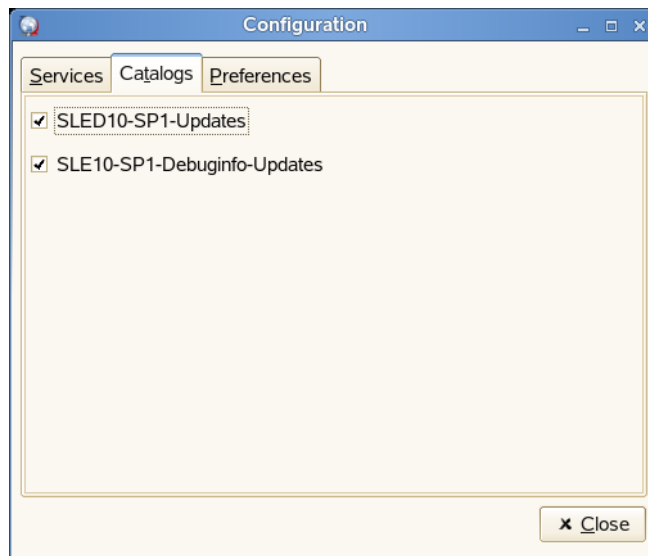 Configuration
Services Catalogs Preferences
SLED10-SP1-Updates
SLE10-SP1-Debuginfo-Updates
Close